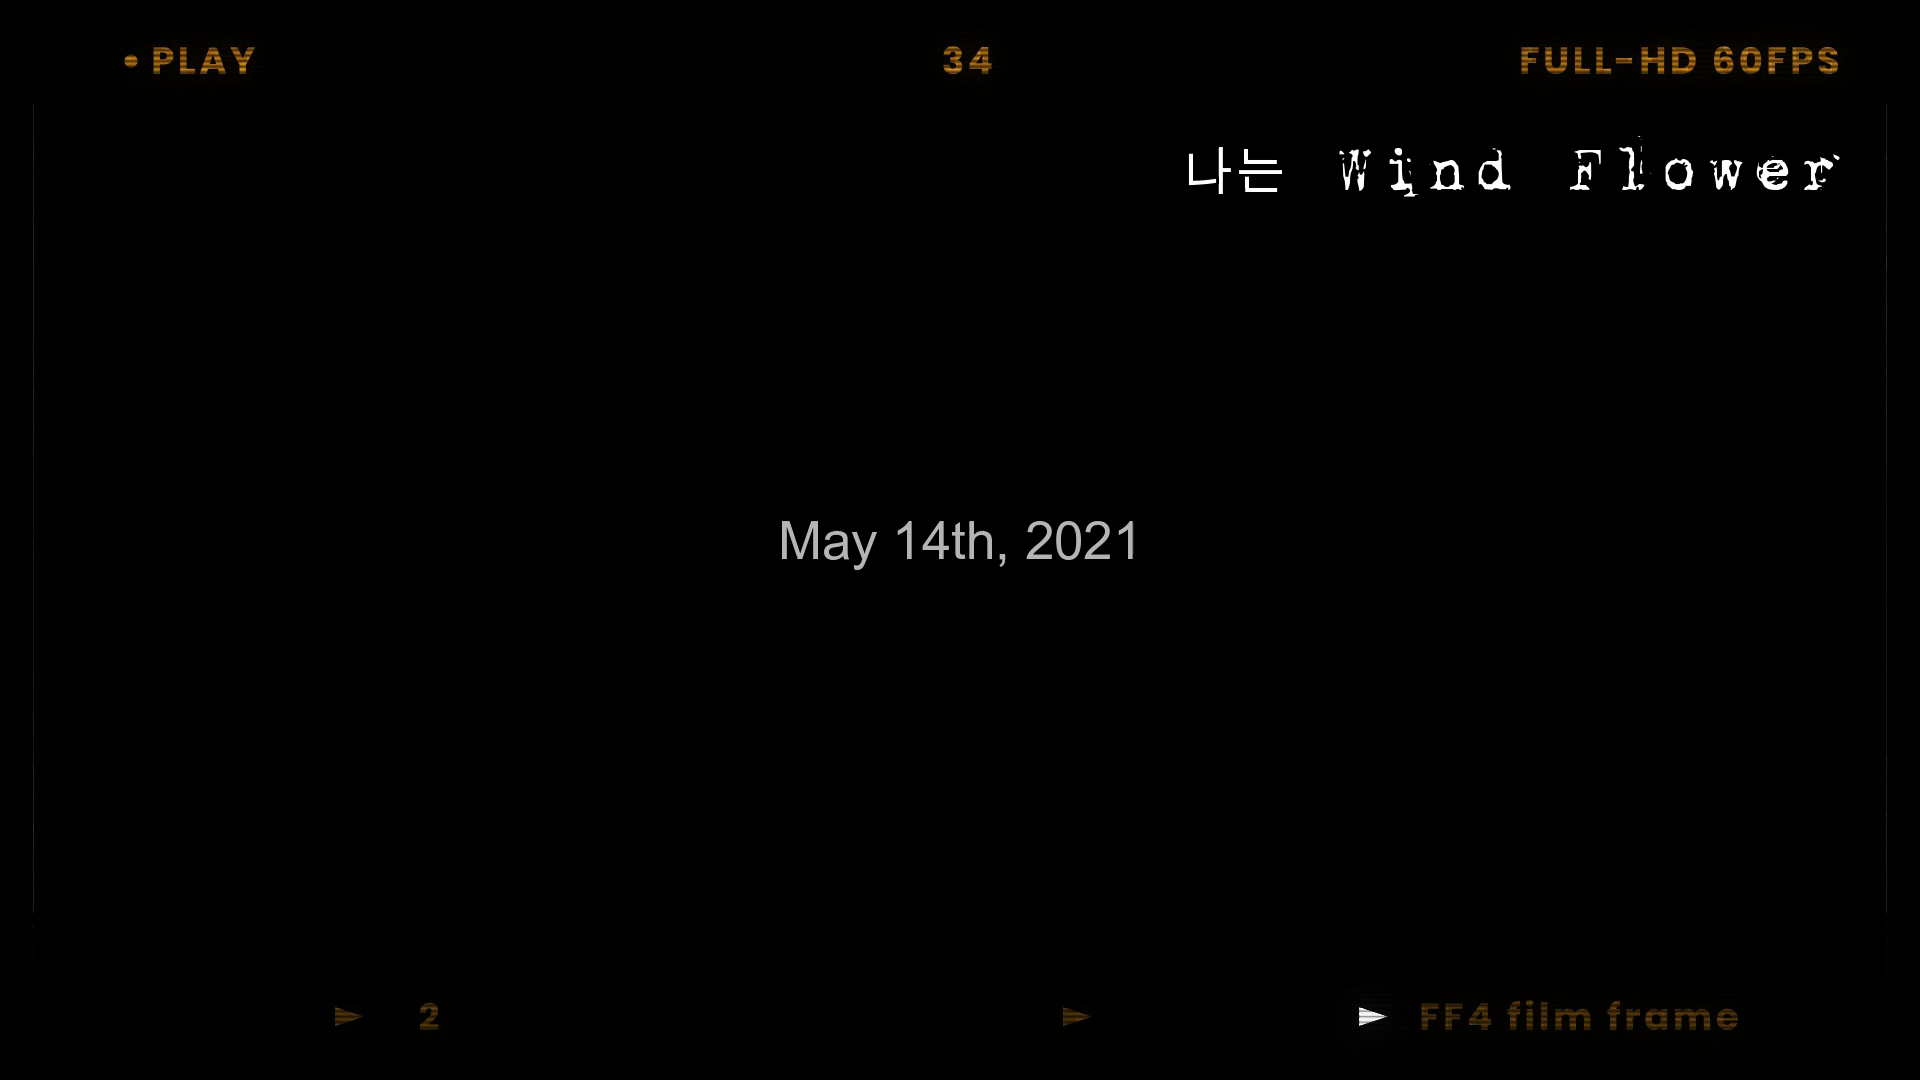 • PLAY
34
FULL-HD 60FPS
나는 Wind Flower
May 14th, 2021
2
FF4 film frame